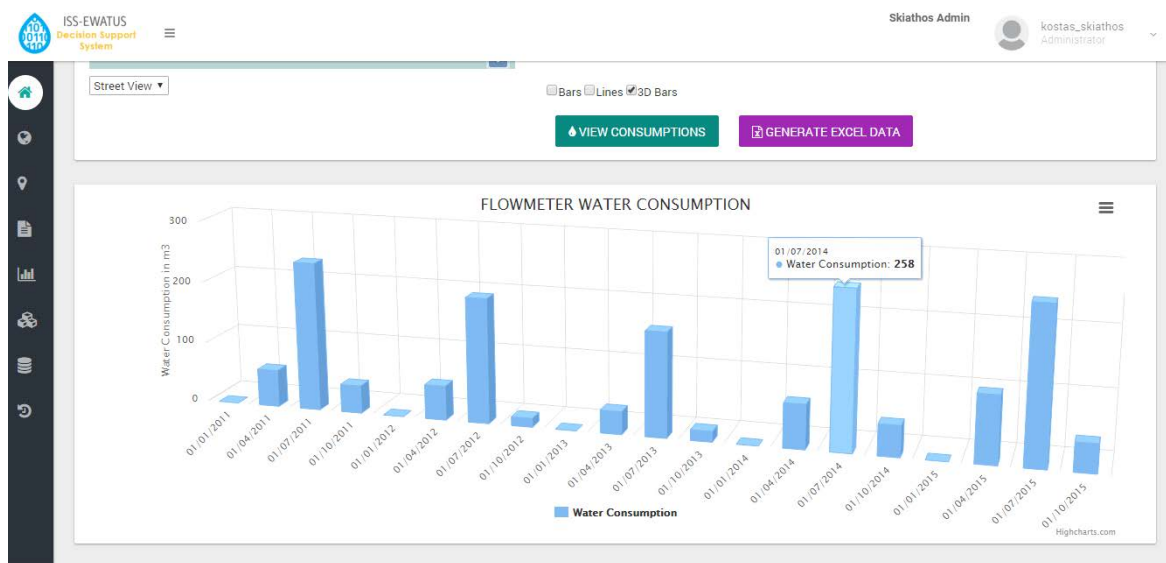 ISS-EWATUS
Decision Support
System
Skiathos Admin
kostas_skiathos
Administrator
Street View
Bars Lines 3D Bars
VIEW CONSUMPTIONS
GENERATE EXCEL DATA
FLOWMETER WATER CONSUMPTION
01/07/2014
Water Consumption: 258
Water Consumption in m3
300
200
100
0
01/01/2011
01/04/2011
01/07/2011
01/10/2011
01/01/2012
01/04/2012
01/07/2012
01/10/2012
01/01/2013
01/04/2013
01/07/2013
01/10/2013
01/01/2014
01/04/2014
01/07/2014
01/10/2014
01/01/2015
01/04/2015
01/07/2015
01/10/2015
Water Consumption
Highcharts.com